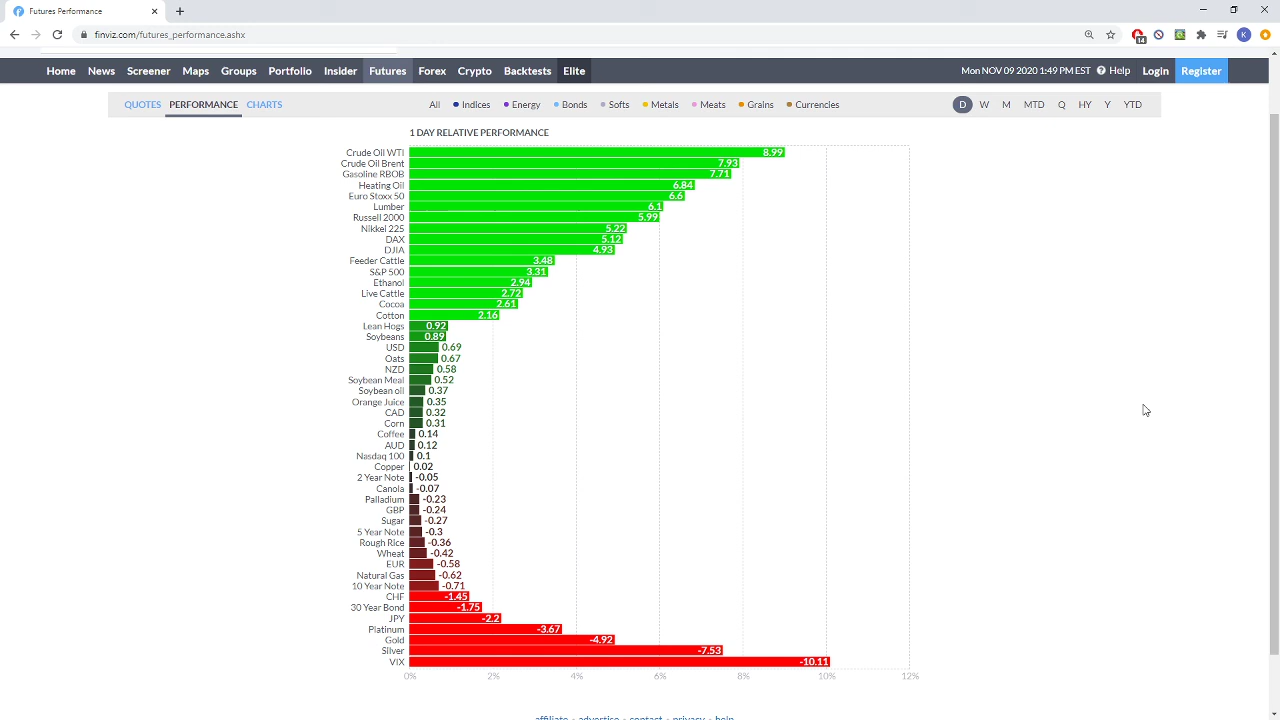 Futures Performance
finviz.com/futures_performance.ashx
14
K
Home News Screener Maps Groups Portfolio Insider Futures Forex Crypto Backtests Elite Mon NOV 09 2020 1:49 PM EST Help Login Register
QUOTES PERFORMANCE CHARTS All Indices Energy Bonds Softs Metals Meats Grains Currencies D W M MTD Q HY Y YTD
1 DAY RELATIVE PERFORMANCE
Crude Oil WTI 8.99
Crude Oil Brent 7.93
Gasoline RBOB 7.71
Heating Oil 6.84
Euro Stoxx 50 6.6
Lumber 6.1
Russell 2000 5.99
Nikkei 225 5.22
DAX 5.12
DJIA 4.93
Feeder Cattle 3.48
S&P 500 3.31
Ethanol 2.94
Live Cattle 2.72
Cocoa 2.61
Cotton 2.16
Lean Hogs 0.92
Soybeans 0.89
USD 0.69
Oats 0.67
NZD 0.58
Soybean Meal 0.52
Soybean oil 0.37
Orange Juice 0.35
CAD 0.32
Corn 0.31
Coffee 0.14
AUD 0.12
Nasdaq 100 0.1
Copper 0.02
2 Year Note -0.05
Canola -0.07
Palladium -0.23
GBP -0.24
Sugar -0.27
5 Year Note -0.3
Rough Rice -0.36
Wheat -0.42
EUR -0.58
Natural Gas -0.62
10 Year Note -0.71
CHF -1.45
30 Year Bond -1.75
JPY -2.2
Platinum -3.67
Gold -4.92
Silver -7.53
VIX -10.11
0% 2% 4% 6% 8% 10% 12%
affiliate • advertise • contact • privacy • help